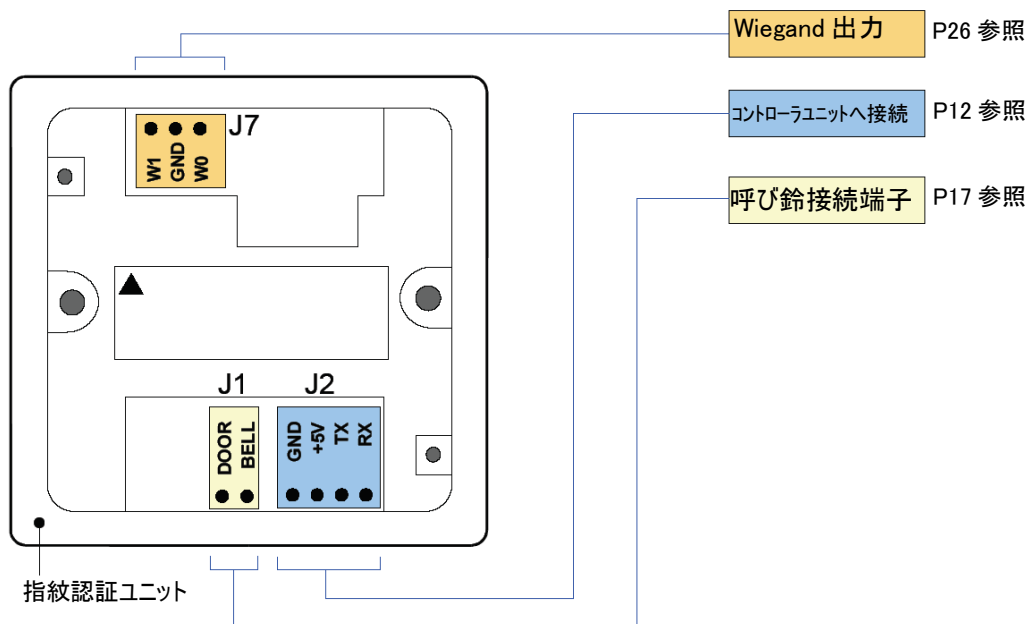 Wiegand 出力 P26 参照
J7
W1
GND
W0
コントローラユニットへ接続 P12 参照
呼び鈴接続端子 P17 参照
J1 J2
DOOR
BELL
GND
+5V
TX
RX
指紋認証ユニット